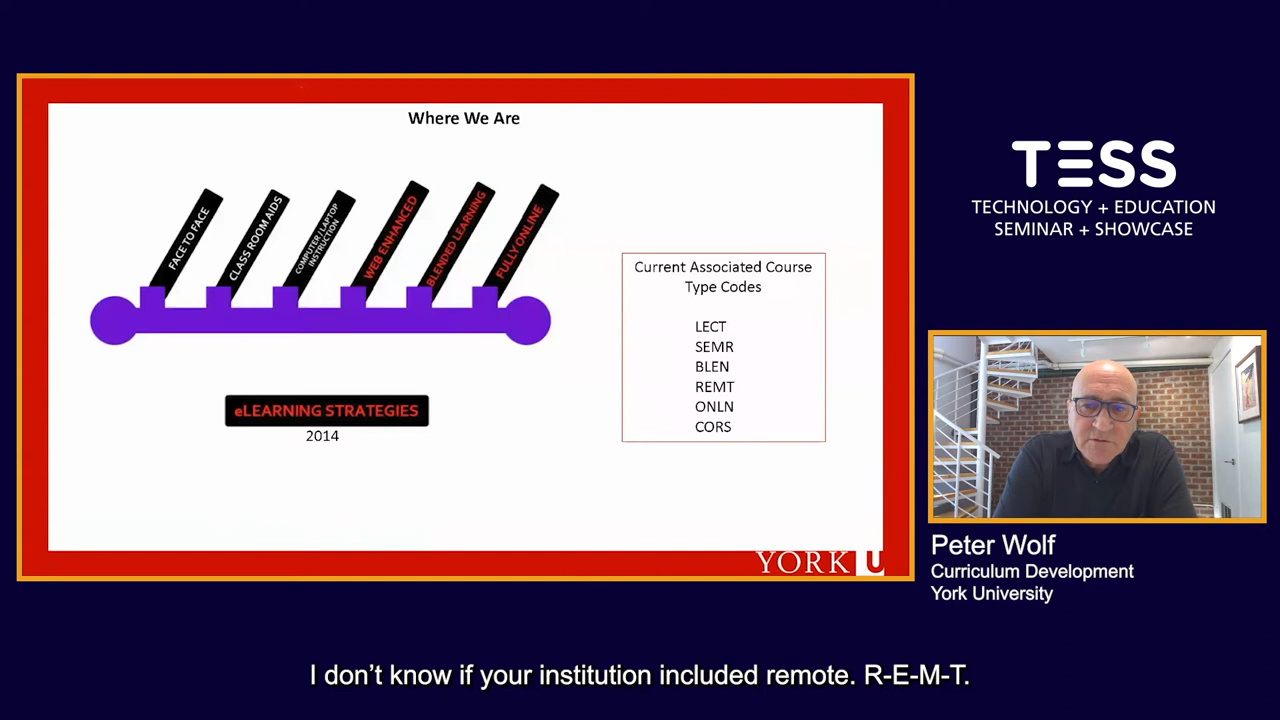 Where We Are
FACE TO FACE
CLASS ROOM AIDS
COMPUTER / LAPTOP
INSTRUCTION
WEB ENHANCED
BLENDED LEARNING
FULLY ONLINE
eLEARNING STRATEGIES
2014
Current Associated Course
Type Codes
LECT
SEMR
BLEN
REMT
ONLN
CORS
YORK U
TESS
TECHNOLOGY + EDUCATION
SEMINAR + SHOWCASE
Peter Wolf
Curriculum Development
York University
I don’t know if your institution included remote. R-E-M-T.